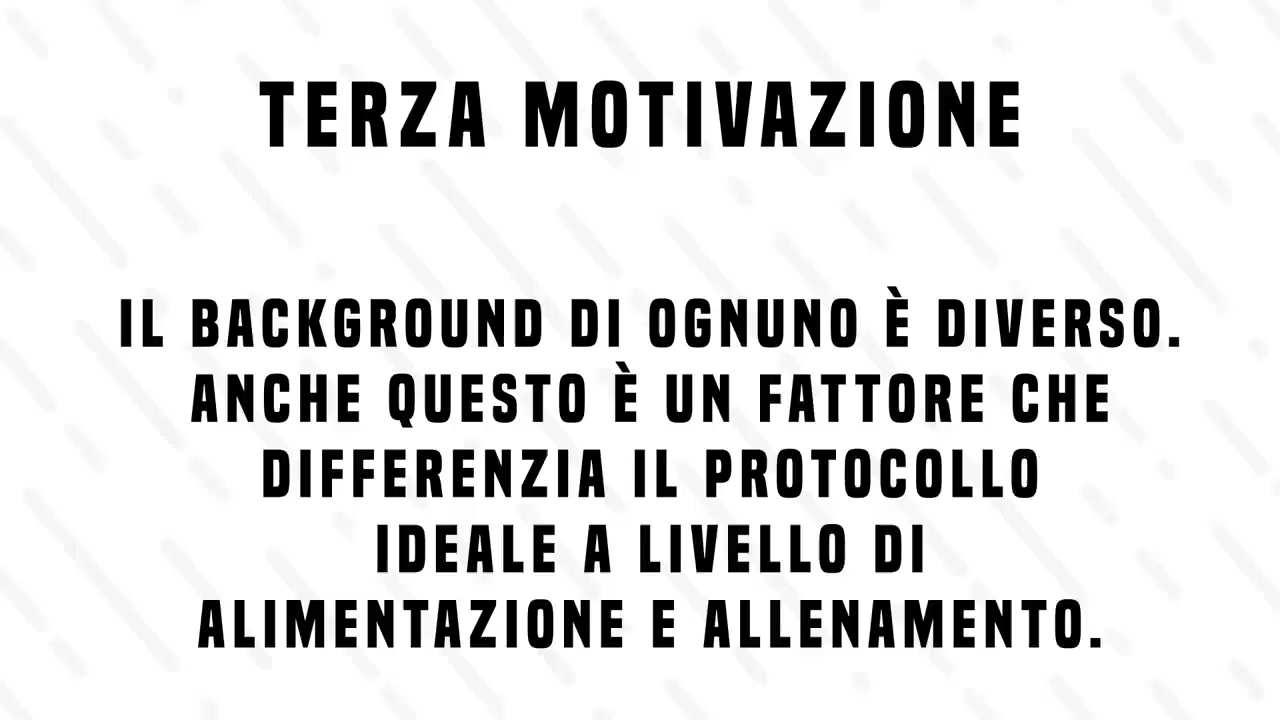 TERZA MOTIVAZIONE
IL BACKGROUND DI OGNUNO È DIVERSO.
ANCHE QUESTO È UN FATTORE CHE
DIFFERENZIA IL PROTOCOLLO
IDEALE A LIVELLO DI
ALIMENTAZIONE E ALLENAMENTO.